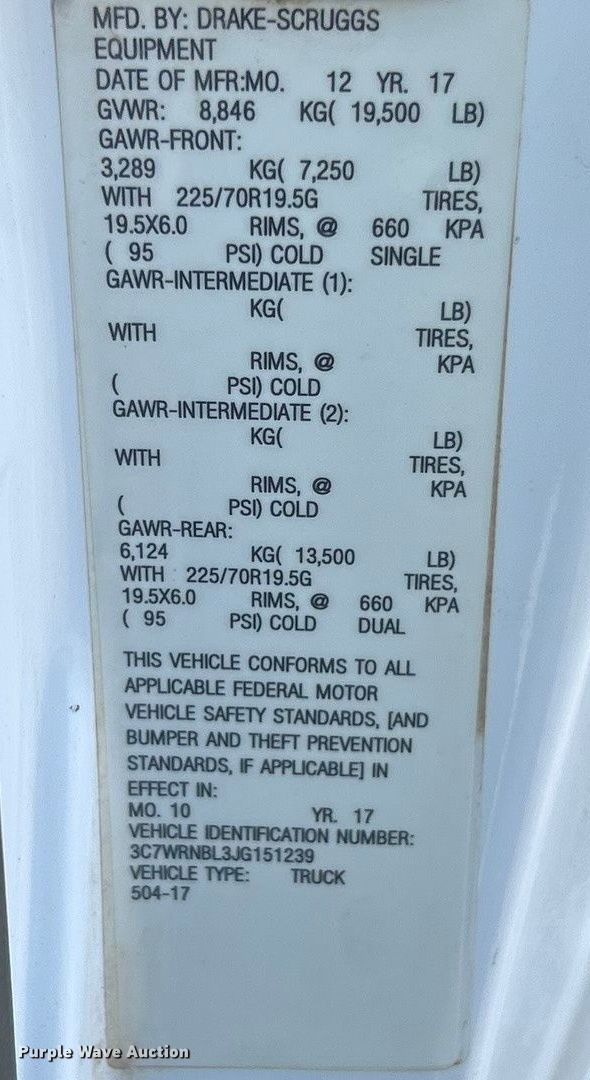 MFD. BY: DRAKE-SCRUGGS
EQUIPMENT
DATE OF MFR:MO. 12 YR. 17
GVWR: 8,846 KG( 19,500 LB)
GAWR-FRONT:
3,289 KG( 7,250 LB)
WITH 225/70R19.5G TIRES,
19.5X6.0 RIMS, @ 660 KPA
( 95 PSI) COLD SINGLE
GAWR-INTERMEDIATE (1):
KG( LB)
WITH TIRES,
RIMS, @ KPA
( PSI) COLD
GAWR-INTERMEDIATE (2):
KG( LB)
WITH TIRES,
RIMS, @ KPA
( PSI) COLD
GAWR-REAR:
6,124 KG( 13,500 LB)
WITH 225/70R19.5G TIRES,
19.5X6.0 RIMS, @ 660 KPA
( 95 PSI) COLD DUAL
THIS VEHICLE CONFORMS TO ALL
APPLICABLE FEDERAL MOTOR
VEHICLE SAFETY STANDARDS, [AND
BUMPER AND THEFT PREVENTION
STANDARDS, IF APPLICABLE] IN
EFFECT IN:
MO. 10 YR. 17
VEHICLE IDENTIFICATION NUMBER:
3C7WRNBL3JG151239
VEHICLE TYPE: TRUCK
504-17
Purple Wave Auction